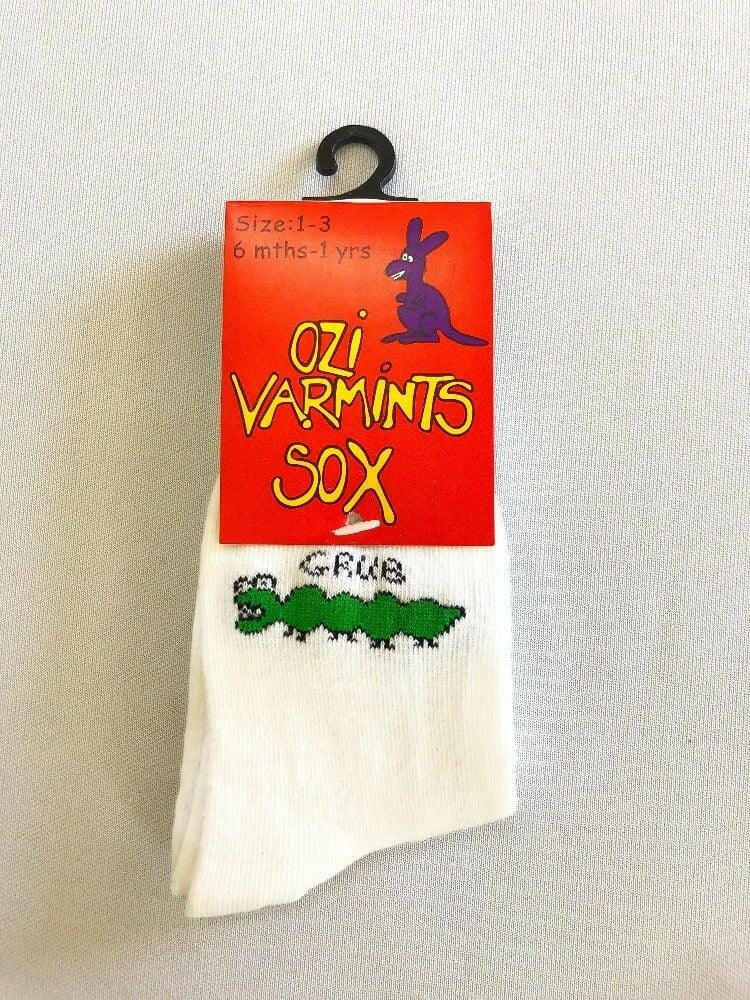 Size:1-3
6 mths-1 yrs
OZi
VARMiNTS
SOX
GRUB